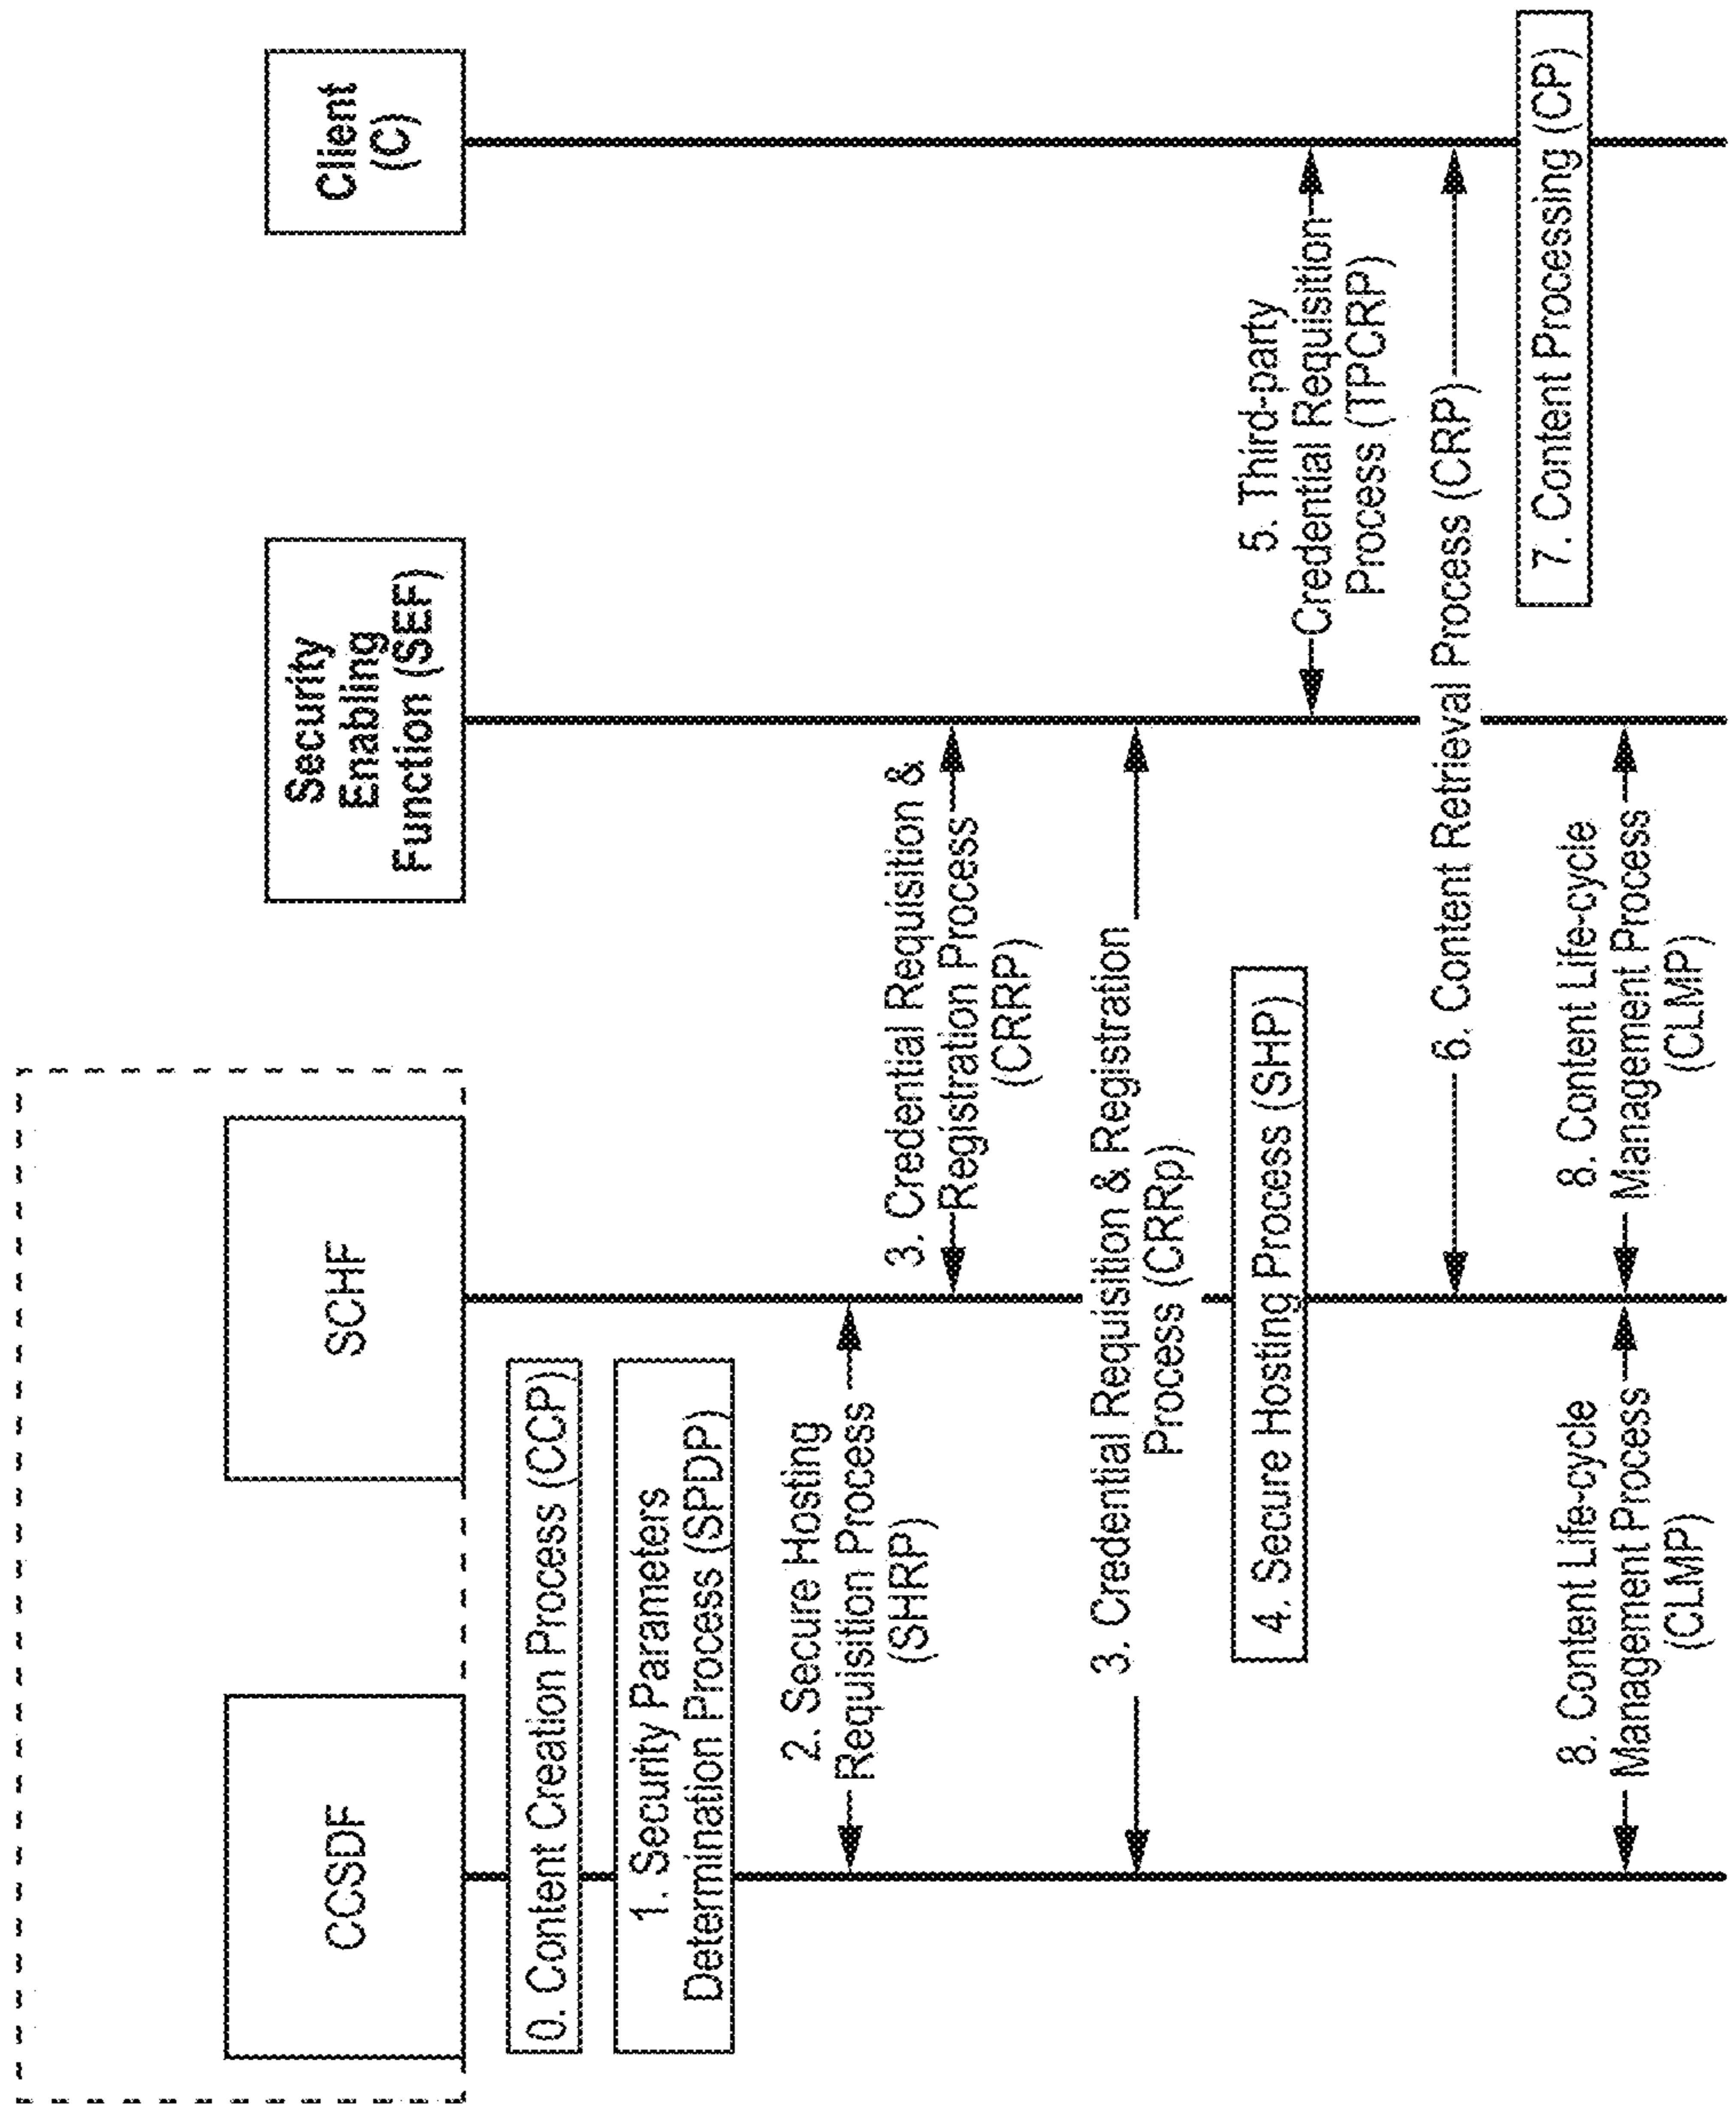 CCSDF
SCHF
Security
Enabling
Function (SEF)
Client
(C)
0. Content Creation Process (CCP)
1. Security Parameters
Determination Process (SPDP)
2. Secure Hosting
Requisition Process
(SHRP)
3. Credential Requisition &
Registration Process
(CRRP)
3. Credential Requisition & Registration
Process (CRRp)
4. Secure Hosting Process (SHP)
5. Third-party
Credential Requisition
Process (TPCRP)
6. Content Retrieval Process (CRP)
7. Content Processing (CP)
8. Content Life-cycle
Management Process
(CLMP)
8. Content Life-cycle
Management Process
(CLMP)